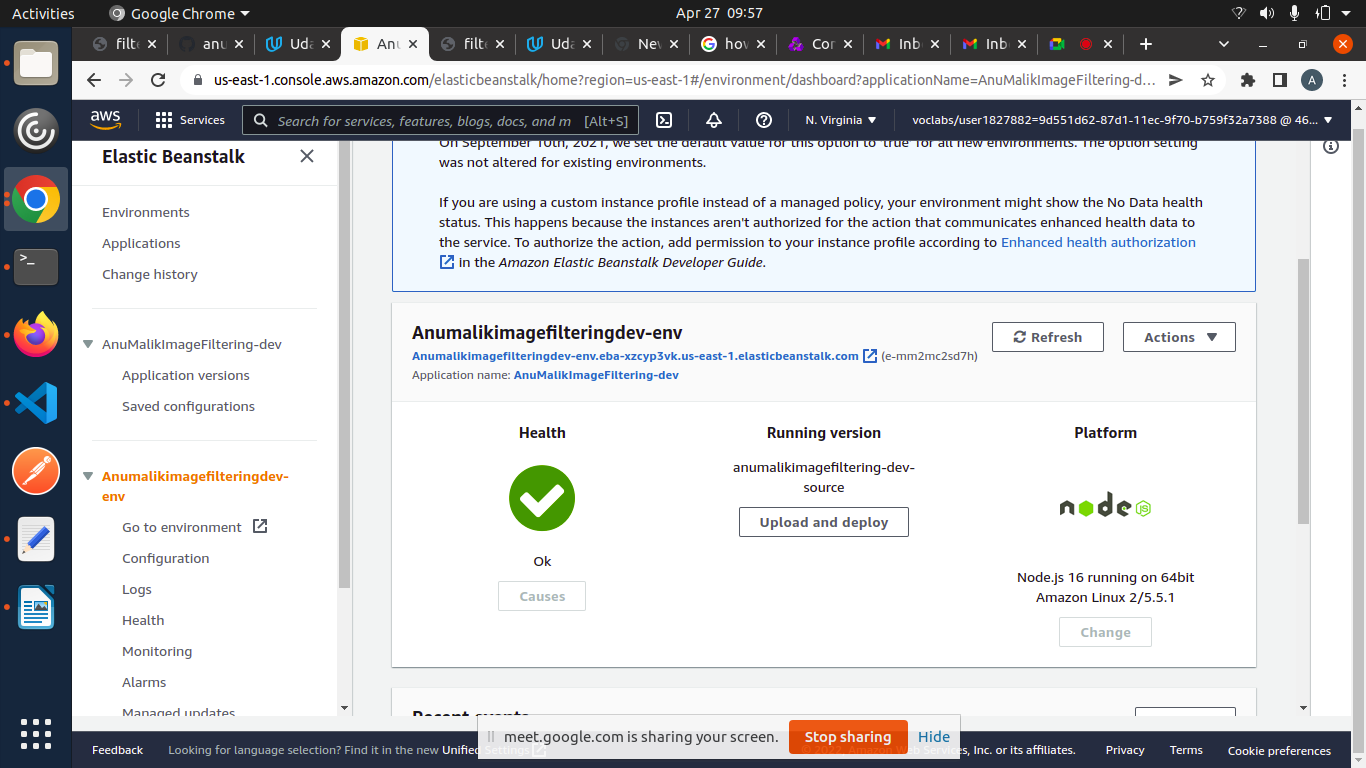 Activities
Google Chrome
Apr 27 09:57
filte
anu
Uda
Anu
filte
Uda
Nev
hov
Cor
Inb
Inb
us-east-1.console.aws.amazon.com/elasticbeanstalk/home?region=us-east-1#/environment/dashboard?applicationName=AnuMalikImageFiltering-d...
A
aws
Services
Search for services, features, blogs, docs, and m
[Alt+S]
N. Virginia
voclabs/user1827882=9d551d62-87d1-11ec-9f70-b759f32a7388 @ 46...
Elastic Beanstalk
Environments
Applications
Change history
AnuMalikImageFiltering-dev
Application versions
Saved configurations
Anumalikimagefilteringdev-
env
Go to environment
Configuration
Logs
Health
Monitoring
Alarms
Managed updates
On September 10th, 2021, we set the default value for this option to 'true' for all new environments. The option setting
was not altered for existing environments.
If you are using a custom instance profile instead of a managed policy, your environment might show the No Data health
status. This happens because the instances aren't authorized for the action that communicates enhanced health data to
the service. To authorize the action, add permission to your instance profile according to Enhanced health authorization
in the Amazon Elastic Beanstalk Developer Guide.
Anumalikimagefilteringdev-env
Refresh
Actions
Anumalikimagefilteringdev-env.eba-xzcyp3vk.us-east-1.elasticbeanstalk.com (e-mm2mc2sd7h)
Application name: AnuMalikImageFiltering-dev
Health
Ok
Causes
Running version
anumalikimagefiltering-dev-
source
Upload and deploy
Platform
node JS
Node.js 16 running on 64bit
Amazon Linux 2/5.5.1
Change
Recent events
meet.google.com is sharing your screen.
Stop sharing
Hide
Feedback
Looking for language selection? Find it in the new Unified Settings
© 2022, Amazon Web Services, Inc. or its affiliates.
Privacy
Terms
Cookie preferences